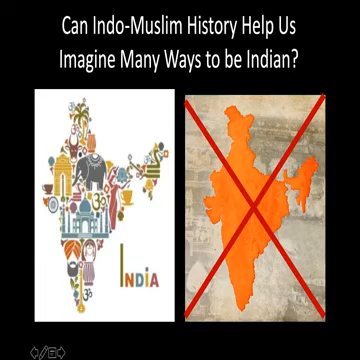 Can Indo-Muslim History Help Us
Imagine Many Ways to be Indian?
INDIA